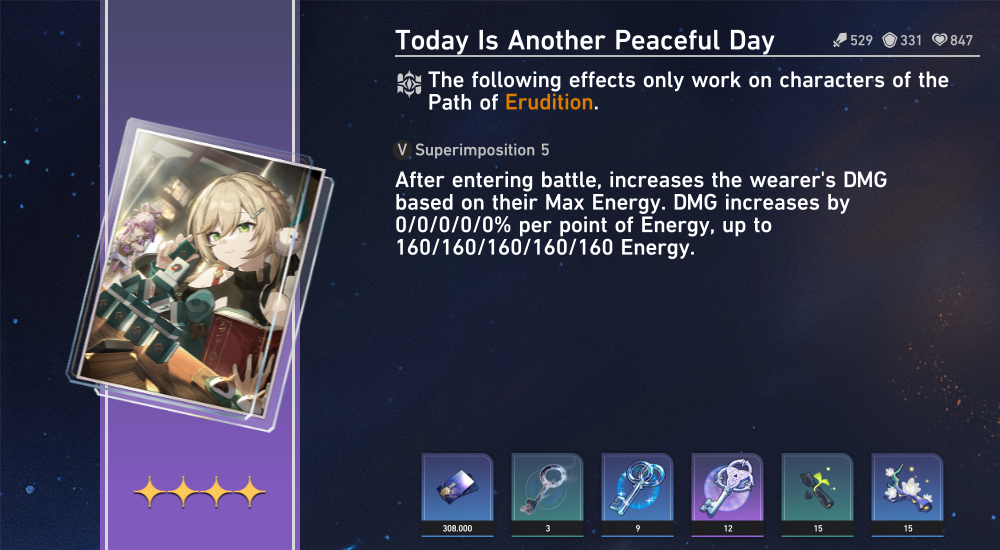 Today Is Another Peaceful Day
529 331 847
The following effects only work on characters of the
Path of Erudition.
V Superimposition 5
After entering battle, increases the wearer's DMG
based on their Max Energy. DMG increases by
0/0/0/0/0% per point of Energy, up to
160/160/160/160/160 Energy.
308.000 3 9 12 15 15